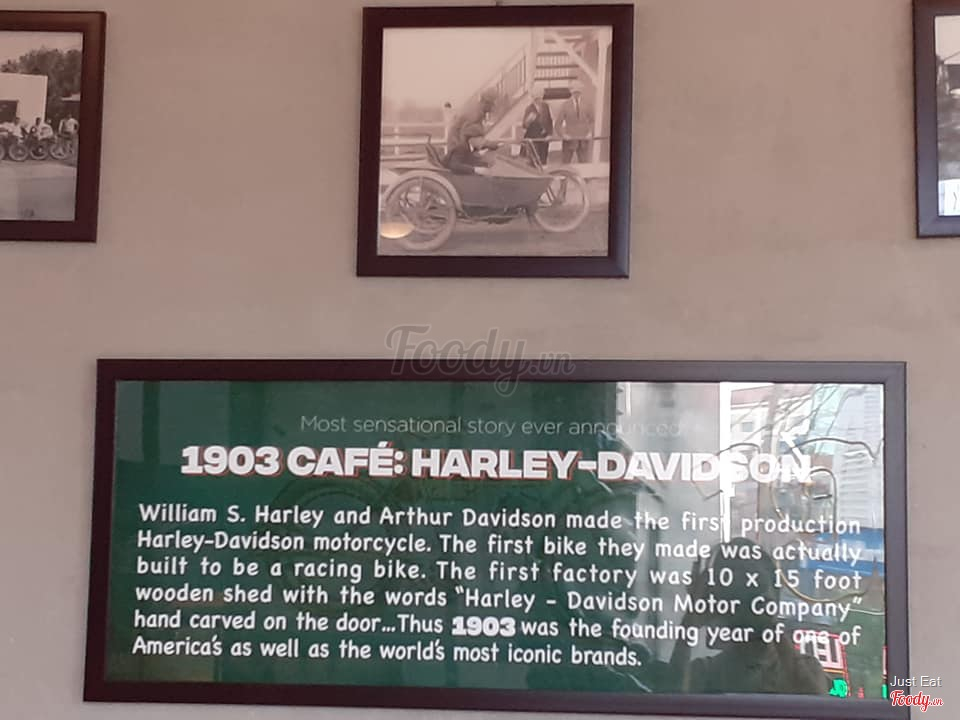 Foody.vn
Most sensational story ever announced
1903 CAFÉ: HARLEY-DAVIDSON
William S. Harley and Arthur Davidson made the first production
Harley-Davidson motorcycle. The first bike they made was actually
built to be a racing bike. The first factory was 10 x 15 foot
wooden shed with the words “Harley - Davidson Motor Company”
hand carved on the door...Thus 1903 was the founding year of one of
America's as well as the world's most iconic brands.
Just Eat
Foody.vn